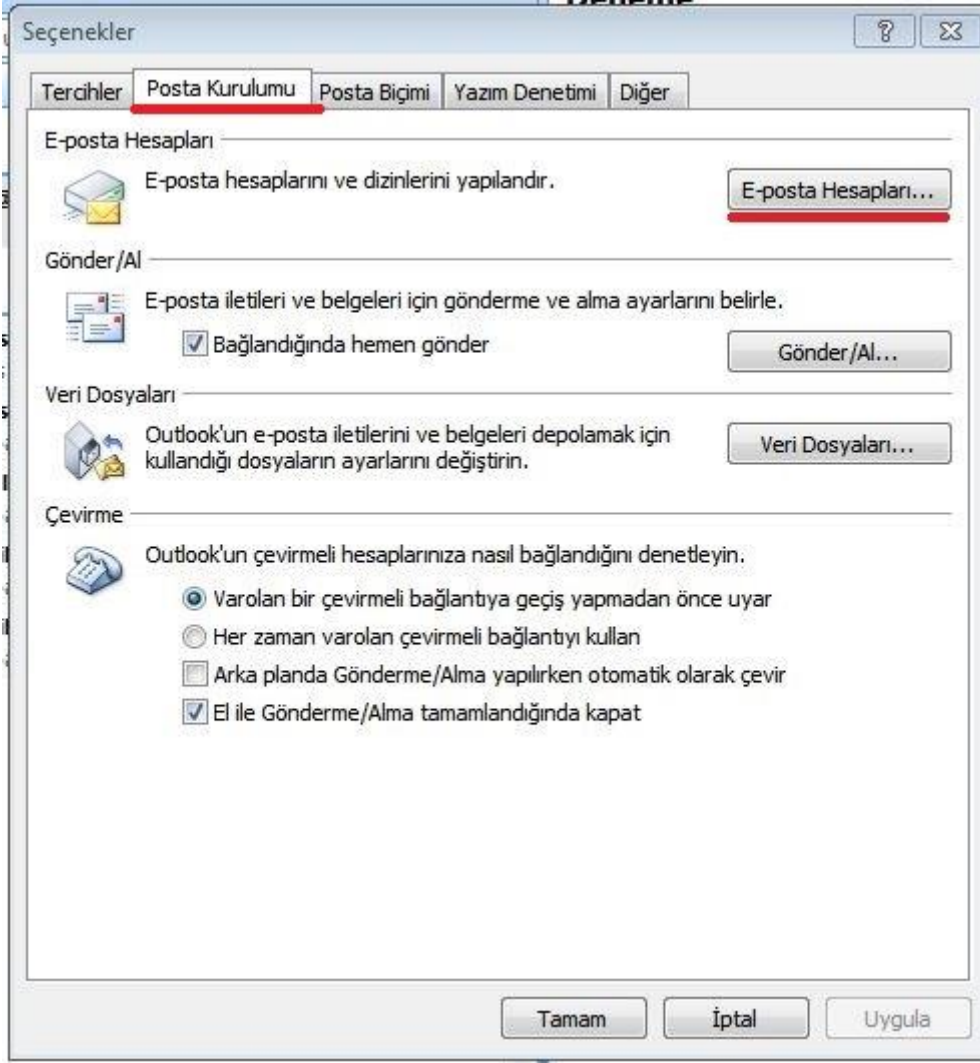 Deneme
Seçenekler
Tercihler Posta Kurulumu Posta Biçimi Yazım Denetimi Diğer
E-posta Hesapları
E-posta hesaplarını ve dizinlerini yapılandır.
E-posta Hesapları...
Gönder/Al
E-posta iletileri ve belgeleri için gönderme ve alma ayarlarını belirle.
Bağlandığında hemen gönder
Gönder/Al...
Veri Dosyaları
Outlook'un e-posta iletilerini ve belgeleri depolamak için
kullandığı dosyaların ayarlarını değiştirin.
Veri Dosyaları...
Çevirme
Outlook'un çevirmeli hesaplarınıza nasıl bağlandığını denetleyin.
Varolan bir çevirmeli bağlantıya geçiş yapmadan önce uyar
Her zaman varolan çevirmeli bağlantıyı kullan
Arka planda Gönderme/Alma yapılırken otomatik olarak çevir
El ile Gönderme/Alma tamamlandığında kapat
Tamam İptal Uygula